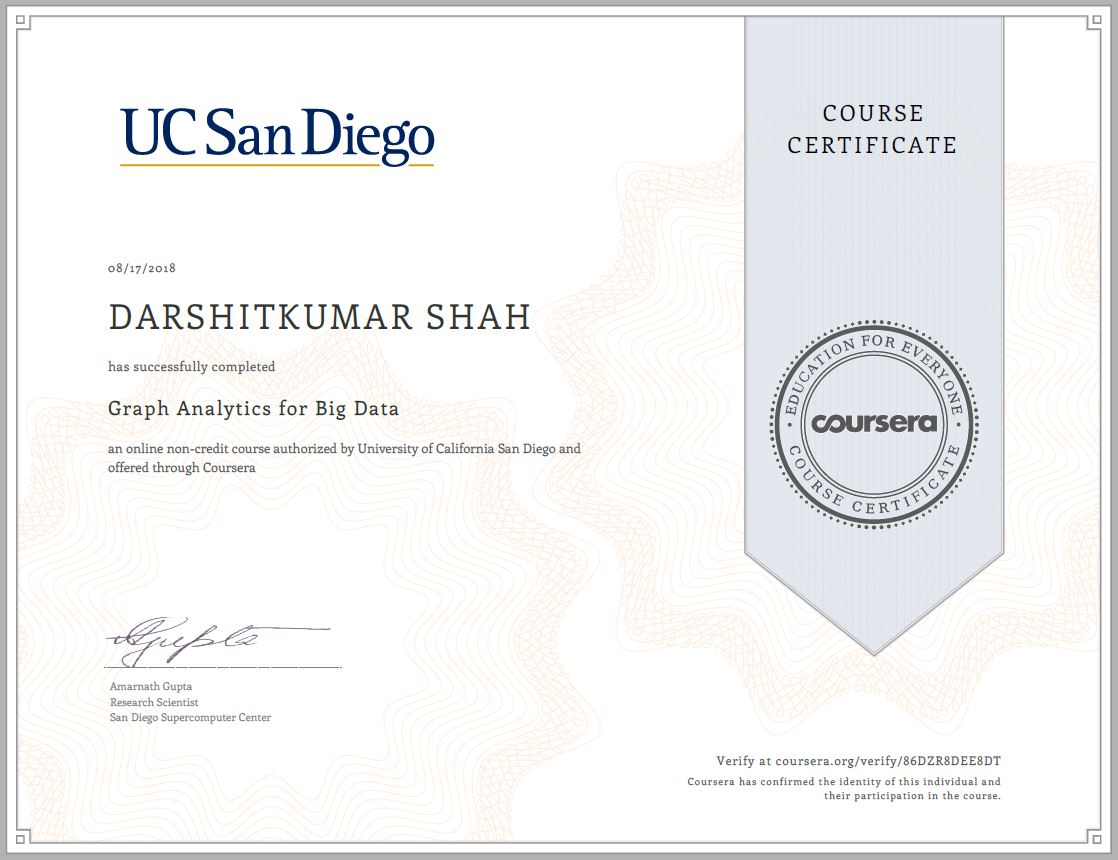 UC San Diego
COURSE
CERTIFICATE
08/17/2018
DARSHITKUMAR SHAH
has successfully completed
Graph Analytics for Big Data
an online non-credit course authorized by University of California San Diego and
offered through Coursera
EDUCATION FOR EVERYONE
coursera
COURSE CERTIFICATE
AGupta
Amarnath Gupta
Research Scientist
San Diego Supercomputer Center
Verify at coursera.org/verify/86DZR8DEE8DT
Coursera has confirmed the identity of this individual and
their participation in the course.